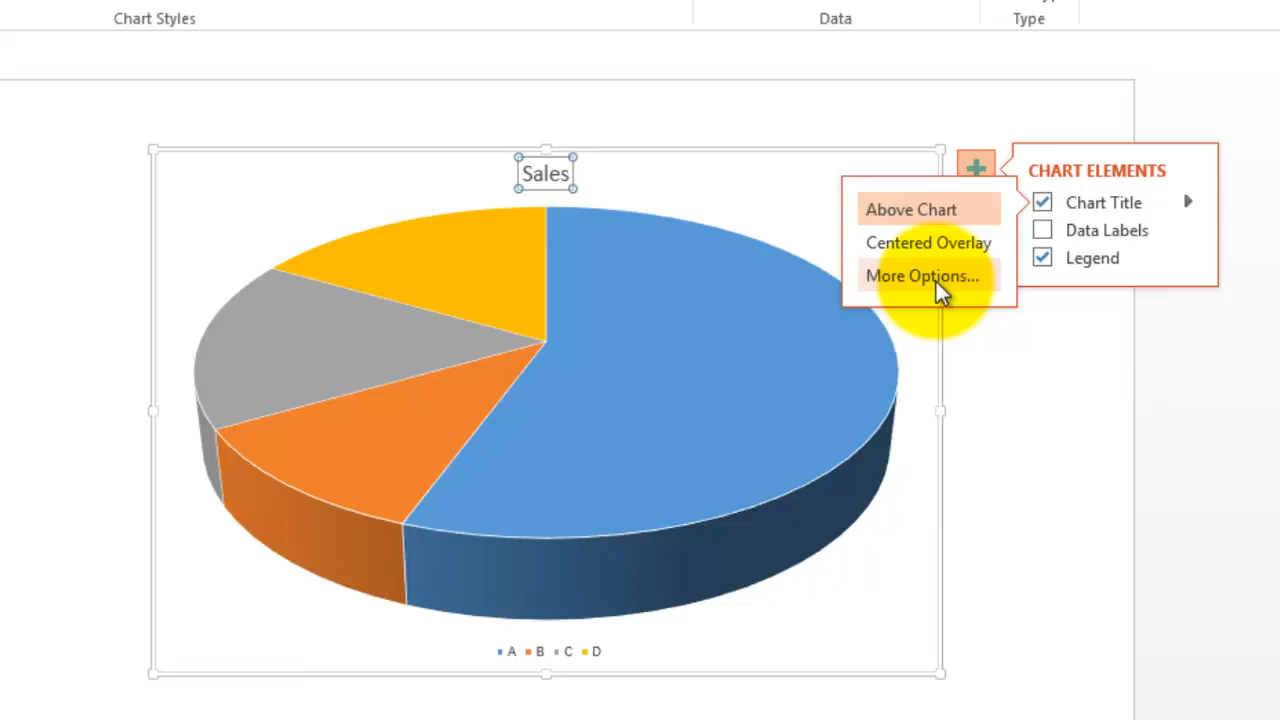 Chart Styles
Data
Type
Sales
CHART ELEMENTS
Chart Title
Data Labels
Legend
Above Chart
Centered Overlay
More Options...
A B C D